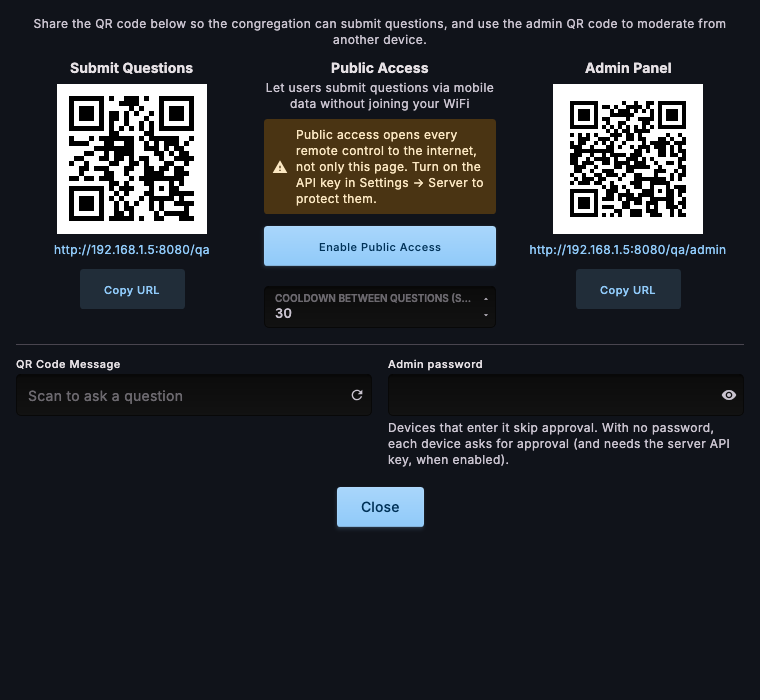 Share the QR code below so the congregation can submit questions, and use the admin QR code to moderate from
another device.
Submit Questions
http://192.168.1.5:8080/qa
Copy URL
Public Access
Let users submit questions via mobile
data without joining your WiFi
Public access opens every
remote control to the internet,
not only this page. Turn on the
API key in Settings → Server to
protect them.
Enable Public Access
COOLDOWN BETWEEN QUESTIONS (S...
30
Admin Panel
http://192.168.1.5:8080/qa/admin
Copy URL
QR Code Message
Scan to ask a question
Admin password
Devices that enter it skip approval. With no password,
each device asks for approval (and needs the server API
key, when enabled).
Close